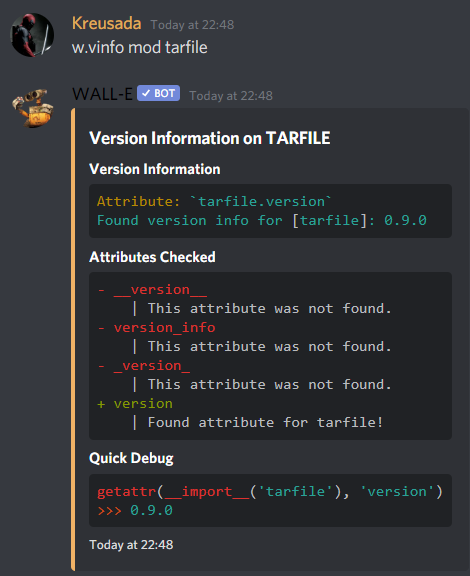 Kreusada Today at 22:48
w.vinfo mod tarfile
WALL-E BOT Today at 22:48
Version Information on TARFILE
Version Information
Attribute: `tarfile.version`
Found version info for [tarfile]: 0.9.0
Attributes Checked
- __version__
| This attribute was not found.
- version_info
| This attribute was not found.
- _version_
| This attribute was not found.
+ version
| Found attribute for tarfile!
Quick Debug
getattr(__import__('tarfile'), 'version')
>>> 0.9.0
Today at 22:48